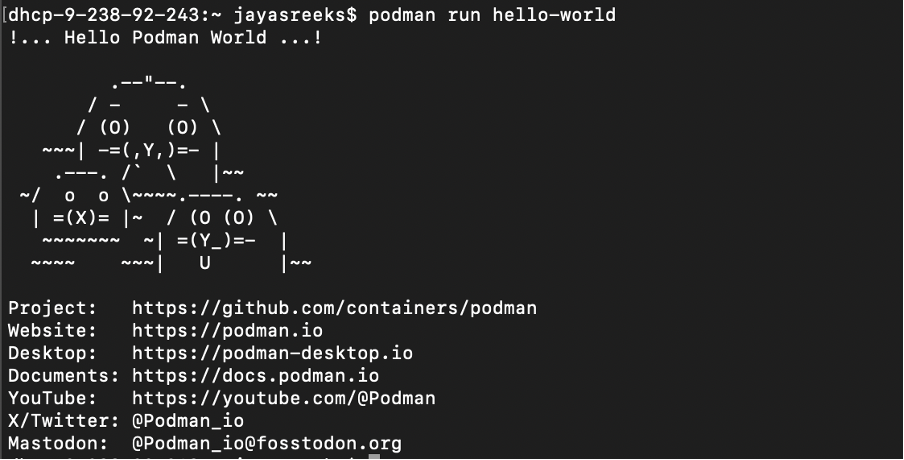 [dhcp-9-238-92-243:~ jayasreeks$ podman run hello-world
!... Hello Podman World ...!

         .--"--.
       / -     - \
      / (O)   (O) \
   ~~~| -=(,Y,)=- |
    .---. /`  \   |~~
 ~/  o  o \~~~~.----. ~~
  | =(X)= |~  / (O (O) \
   ~~~~~~~  ~| =(Y_)=-  |
  ~~~~    ~~~|   U      |~~

Project:   https://github.com/containers/podman
Website:   https://podman.io
Desktop:   https://podman-desktop.io
Documents: https://docs.podman.io
YouTube:   https://youtube.com/@Podman
X/Twitter: @Podman_io
Mastodon:  @Podman_io@fosstodon.org